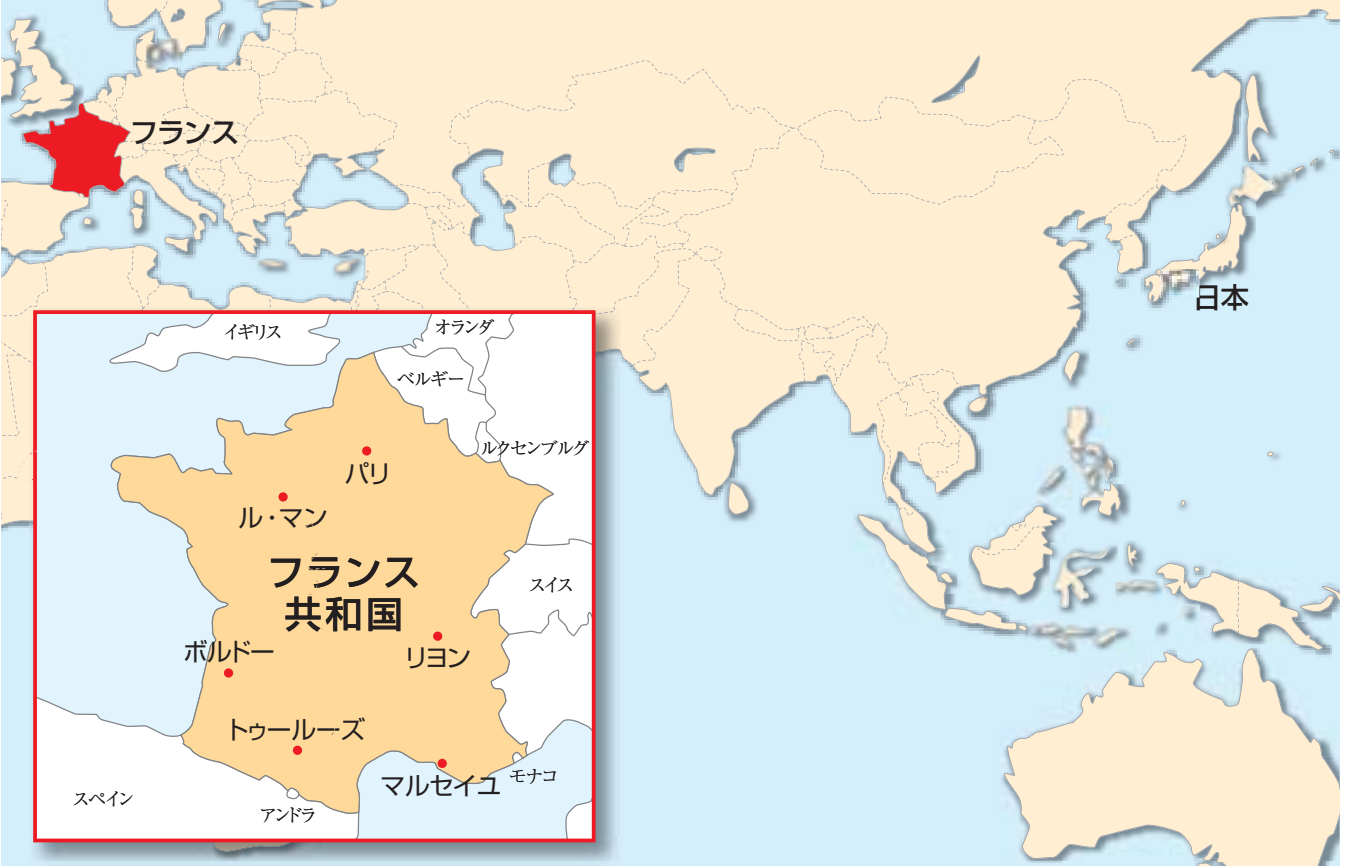 フランス
日本
イギリス
オランダ
ベルギー
ルクセンブルグ
パリ
ル・マン
フランス
共和国
スイス
ボルドー
リヨン
トゥールーズ
マルセイユ
モナコ
スペイン
アンドラ